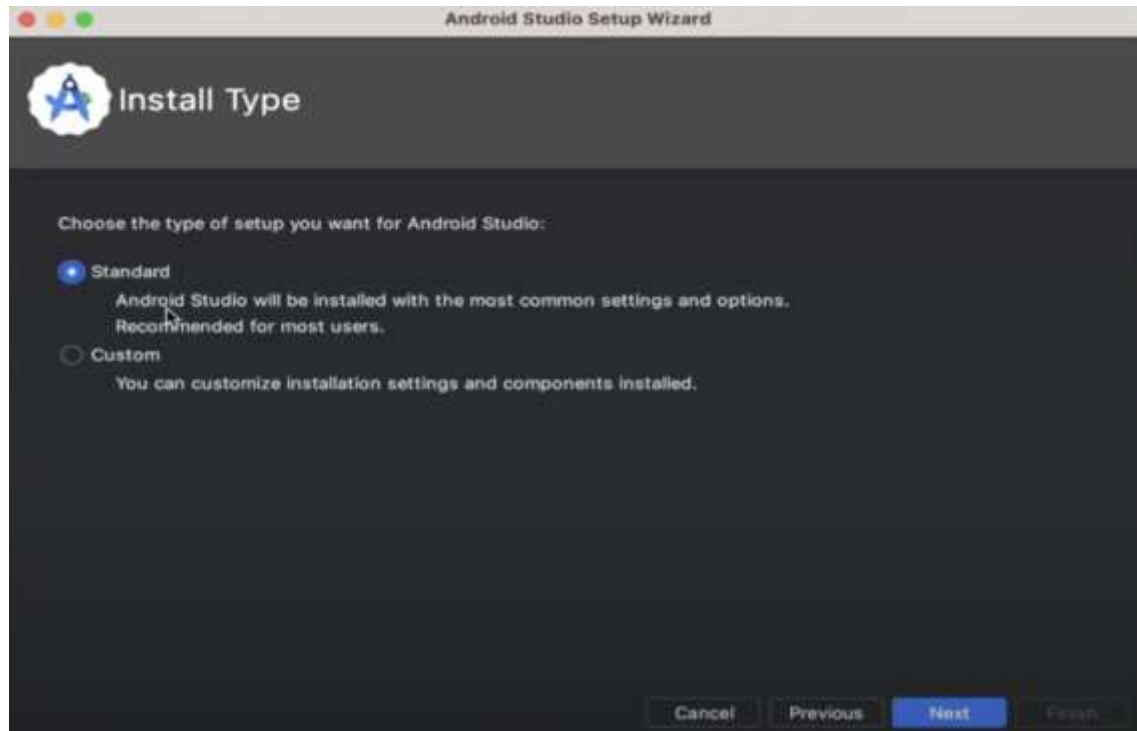 Android Studio Setup Wizard
Install Type
Choose the type of setup you want for Android Studio:
Standard
Android Studio will be installed with the most common settings and options.
Recommended for most users.
Custom
You can customize installation settings and components installed.
Cancel Previous Next Finish